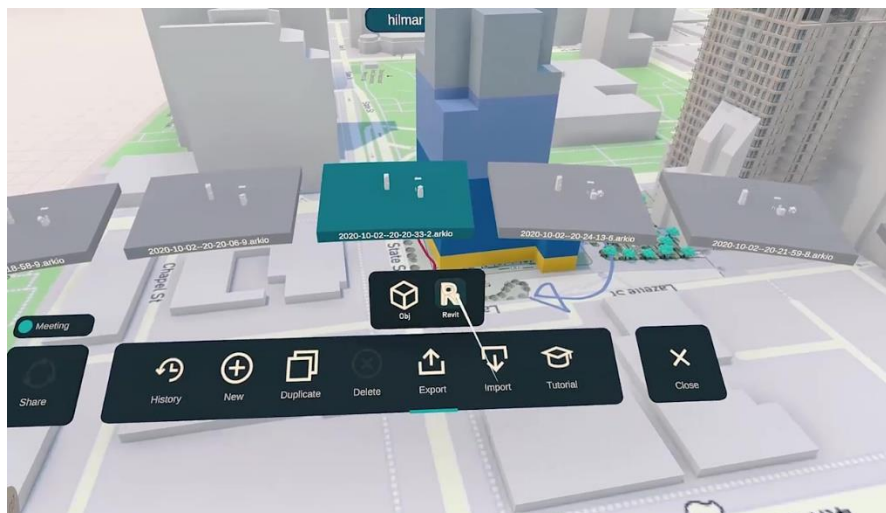 hilmar
18-58-9.arkio
2020-10-02--20-20-06-9.arkio
2020-10-02--20-20-33-2.arkio
2020-10-02--20-24-13-6.arkio
2020-10-02--20-21-59-8.arkio
Chapel St
State S
Lazelle St
La
Obj
Revit
Meeting
Share
History
New
Duplicate
Delete
Export
Import
Tutorial
Close